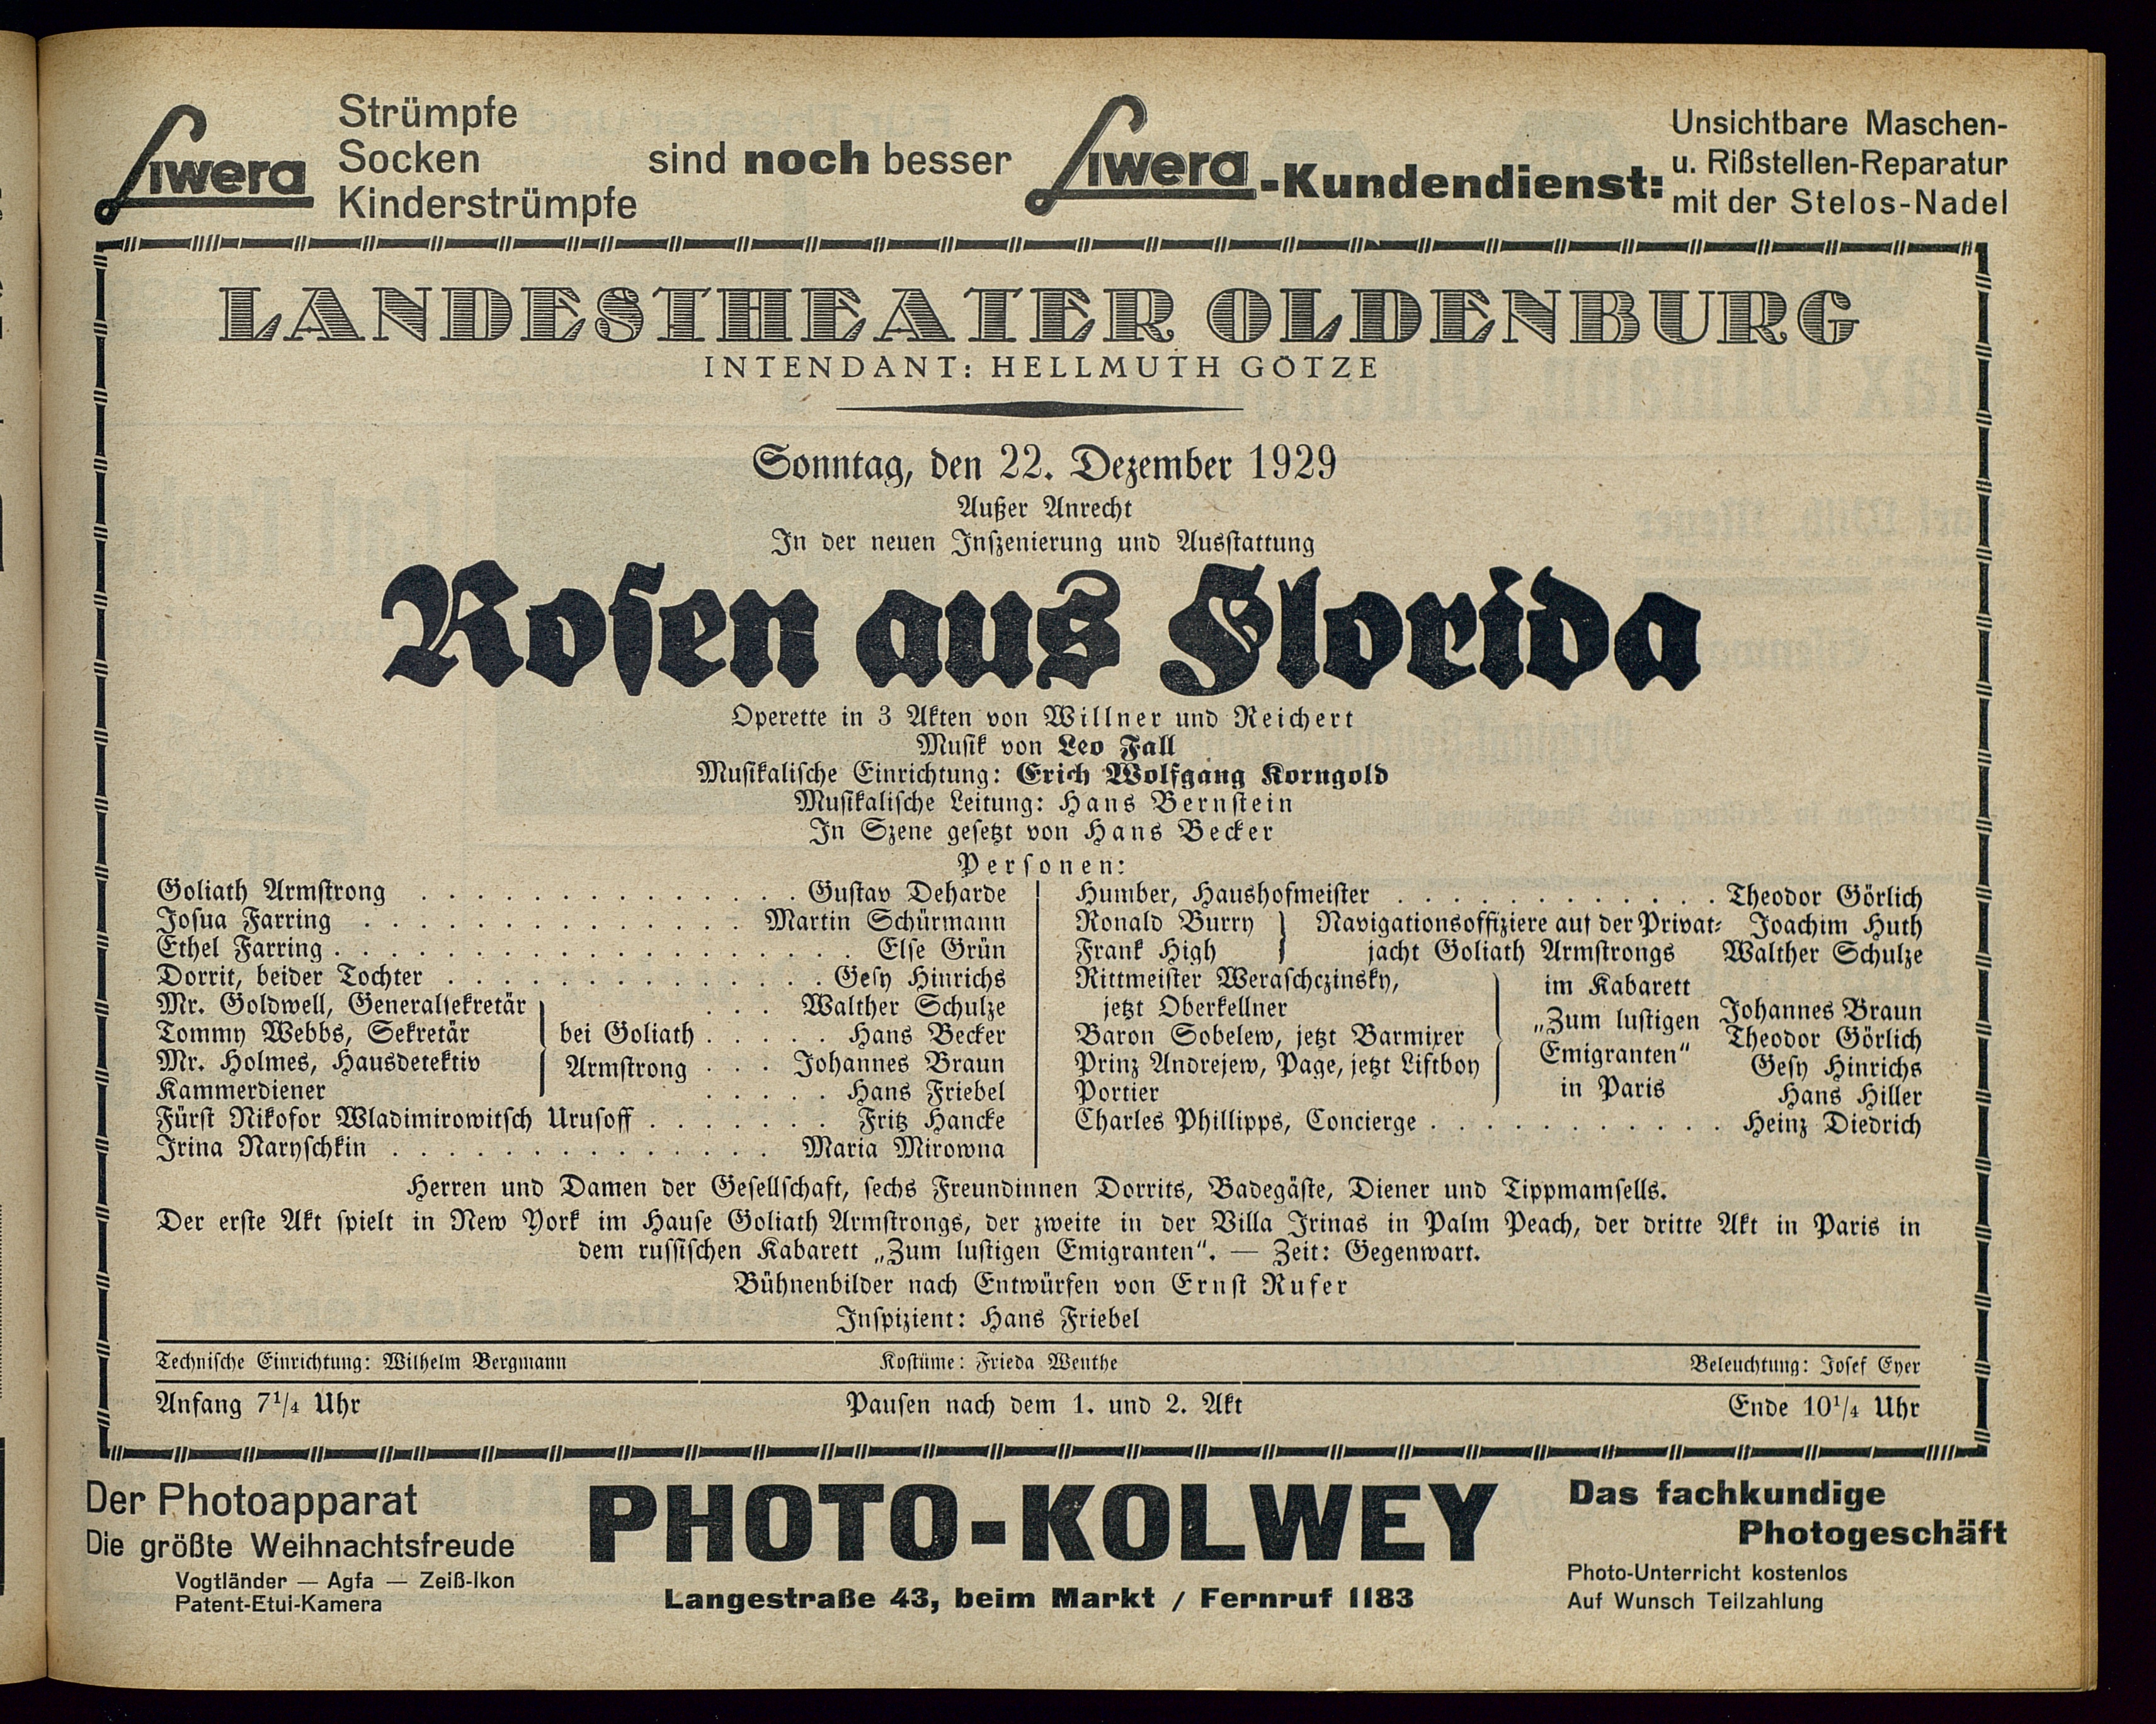 Liwera
Strümpfe
Socken
Kinderstrümpfe
sind noch besser
Liwera-Kundendienst:
Unsichtbare Maschen-
u. Rißstellen-Reparatur
mit der Stelos-Nadel
LANDESTHEATER OLDENBURG
INTENDANT: HELLMUTH GÖTZE
Sonntag, den 22. Dezember 1929
Außer Anrecht
In der neuen Inszenierung und Ausstattung
Rosen aus Florida
Operette in 3 Akten von Willner und Reichert
Musik von Leo Fall
Musikalische Einrichtung: Erich Wolfgang Korngold
Musikalische Leitung: Hans Bernstein
In Szene gesetzt von Hans Becker
Personen:
Goliath Armstrong . . . . . . . . . . . . . . Gustav Deharde
Josua Farring . . . . . . . . . . . . . . Martin Schürmann
Ethel Farring . . . . . . . . . . . . . . . . . . . Else Grün
Dorrit, beider Tochter . . . . . . . . . . . . . . Gesy Hinrichs
Mr. Goldwell, Generalsekretär . . . Walther Schulze
Tommy Webbs, Sekretär bei Goliath . . . . . Hans Becker
Mr. Holmes, Hausdetektiv Armstrong . . . Johannes Braun
Kammerdiener . . . . . Hans Friebel
Fürst Nikofor Wladimirowitsch Urusoff . . . . . . . Fritz Hancke
Irina Naryschkin . . . . . . . . . . . . . . Maria Mirowna
Humber, Haushofmeister . . . . . . . . . . . . Theodor Görlich
Ronald Burry Navigationsoffiziere auf der Privat- Joachim Huth
Frank High jacht Goliath Armstrongs Walther Schulze
Rittmeister Weraschczinsky,
jetzt Oberkellner Johannes Braun
Baron Sobelew, jetzt Barmixer Theodor Görlich
Prinz Andrejew, Page, jetzt Liftboy Gesy Hinrichs
Portier Hans Hiller
im Kabarett
„Zum lustigen
Emigranten“
in Paris
Charles Phillipps, Concierge . . . . . . . . . . . Heinz Diedrich
Herren und Damen der Gesellschaft, sechs Freundinnen Dorrits, Badegäste, Diener und Tippmamsells.
Der erste Akt spielt in New York im Hause Goliath Armstrongs, der zweite in der Villa Irinas in Palm Peach, der dritte Akt in Paris in
dem russischen Kabarett „Zum lustigen Emigranten“. — Zeit: Gegenwart.
Bühnenbilder nach Entwürfen von Ernst Rufer
Inspizient: Hans Friebel
Technische Einrichtung: Wilhelm Bergmann Kostüme: Frieda Wenthe Beleuchtung: Josef Eyer
Anfang 7¹/₄ Uhr Pausen nach dem 1. und 2. Akt Ende 10¹/₄ Uhr
Der Photoapparat
Die größte Weihnachtsfreude
Vogtländer — Agfa — Zeiß-Ikon
Patent-Etui-Kamera
PHOTO-KOLWEY
Langestraße 43, beim Markt / Fernruf 1183
Das fachkundige
Photogeschäft
Photo-Unterricht kostenlos
Auf Wunsch Teilzahlung